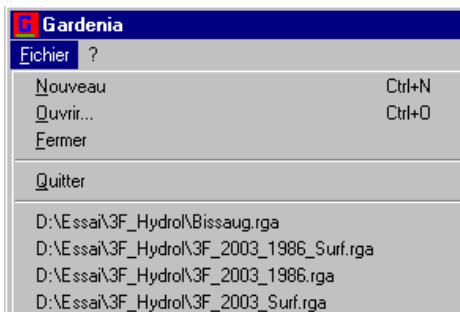 G Gardenia
Fichier ?
Nouveau Ctrl+N
Ouvrir... Ctrl+O
Fermer
Quitter
D:\Essai\3F_Hydrol\Bissaug.rga
D:\Essai\3F_Hydrol\3F_2003_1986_Surf.rga
D:\Essai\3F_Hydrol\3F_2003_1986.rga
D:\Essai\3F_Hydrol\3F_2003_Surf.rga